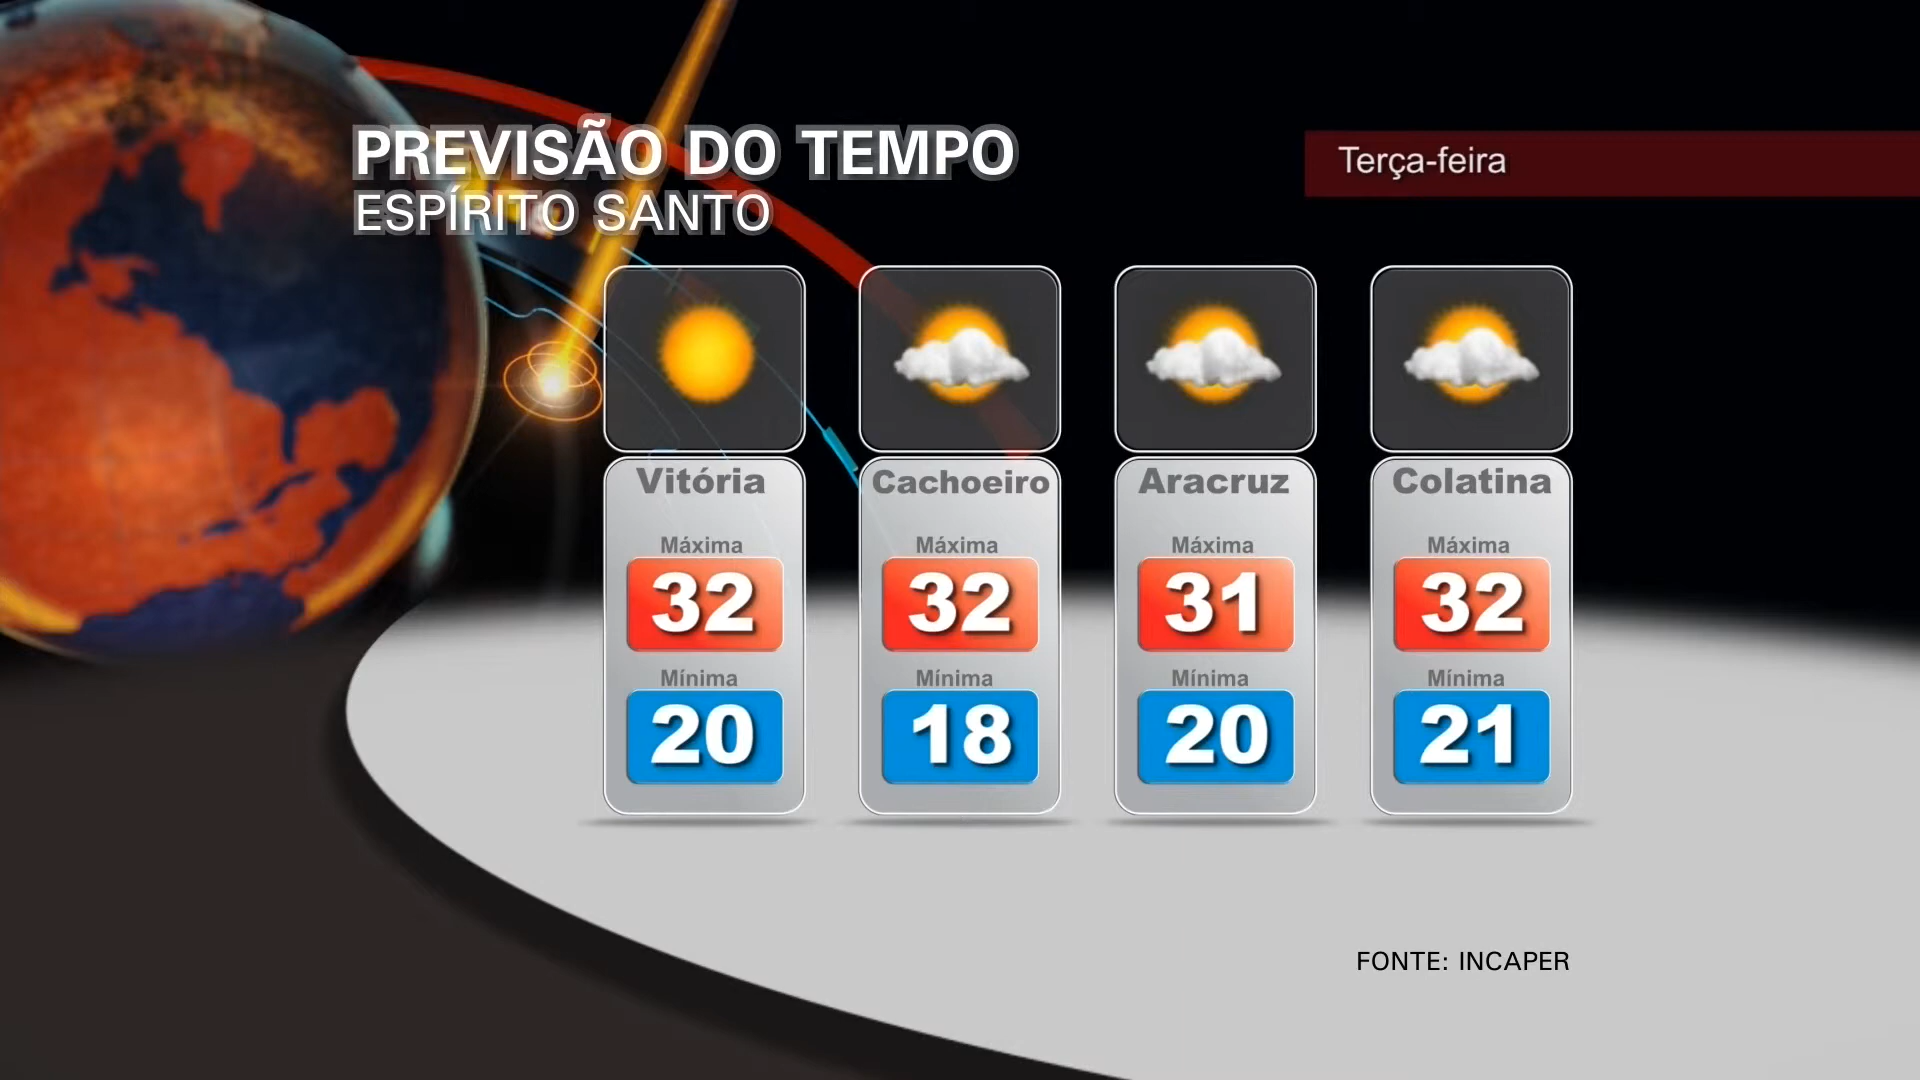 PREVISÃO DO TEMPO
ESPÍRITO SANTO
Terça-feira
Vitória
Máxima
32
Mínima
20
Cachoeiro
Máxima
32
Mínima
18
Aracruz
Máxima
31
Mínima
20
Colatina
Máxima
32
Mínima
21
FONTE: INCAPER